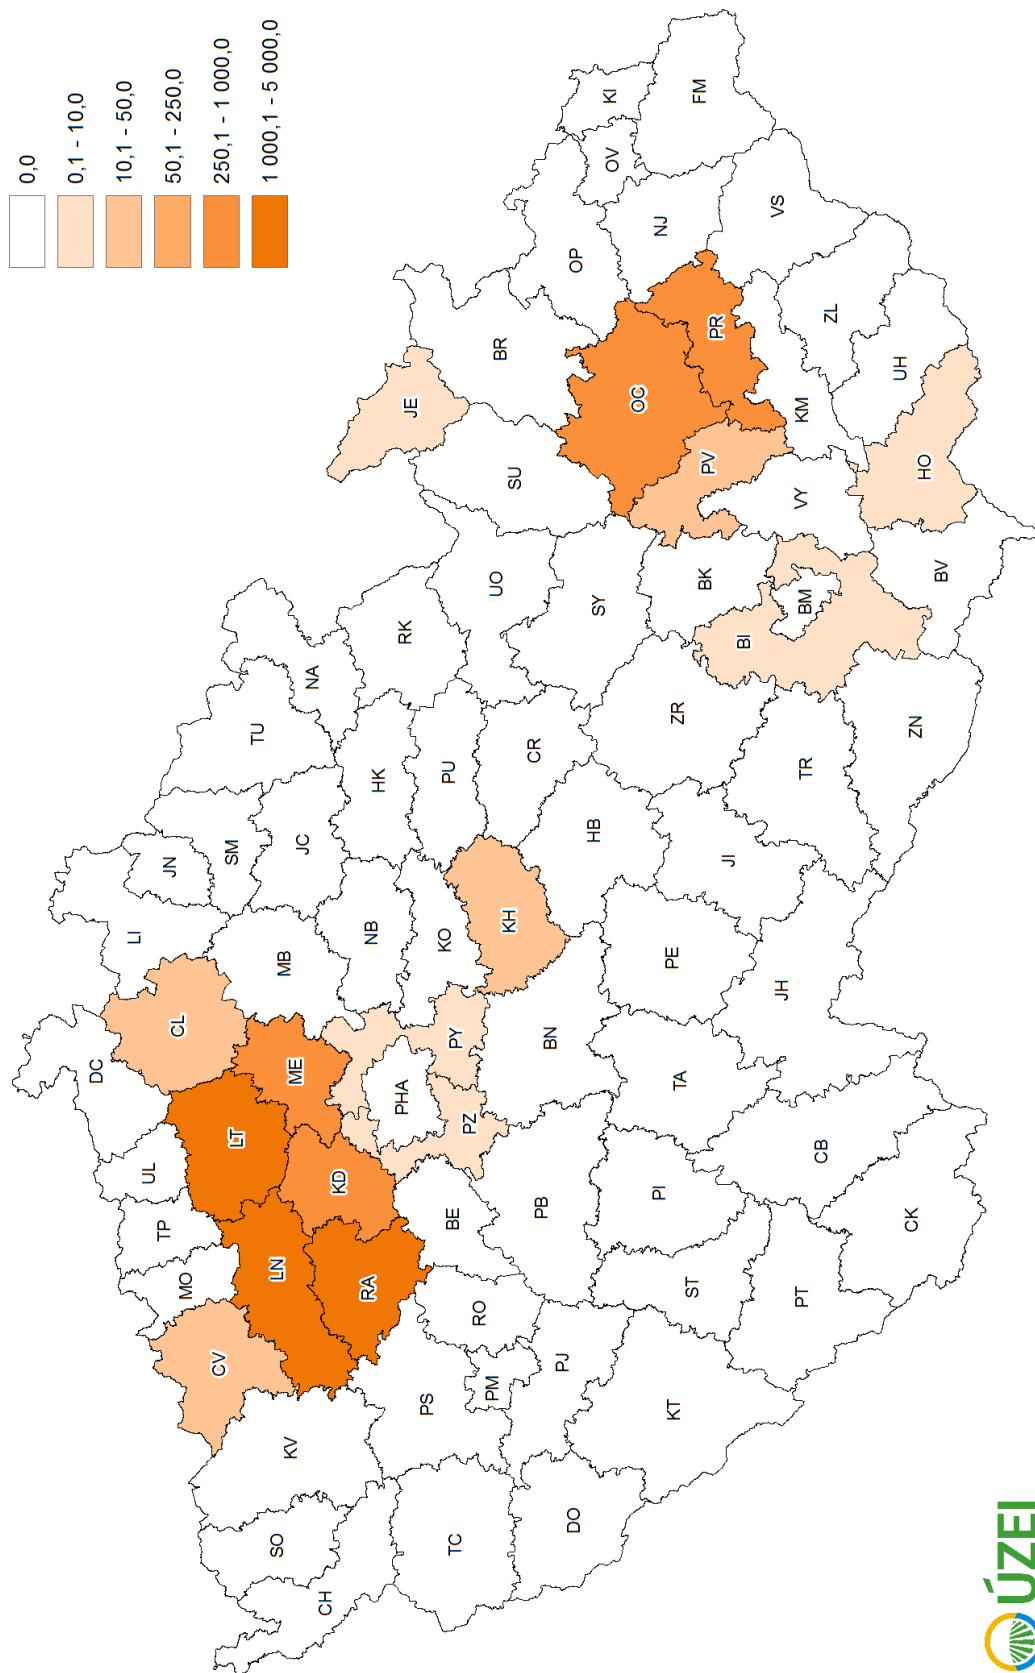 0,0
0,1 - 10,0
10,1 - 50,0
50,1 - 250,0
250,1 - 1 000,0
1 000,1 - 5 000,0
DC
LI
JN
UL
CL
SM
TU
TP
LT
MB
JC
NA
MO
LN
ME
CV
KD
NB
HK
RK
JE
KV
RA
PHA
SO
BE
PY
KO
PU
UO
SU
BR
CH
PS
RO
PZ
KH
CR
OP
PM
PB
BN
SY
OC
OV
KI
TC
PJ
HB
PV
NJ
FM
DO
PI
TA
PE
ZR
BK
PR
KT
ST
JI
BI
BM
VY
KM
VS
PT
CB
JH
TR
ZL
CK
ZN
BV
HO
UH
ÚZEI